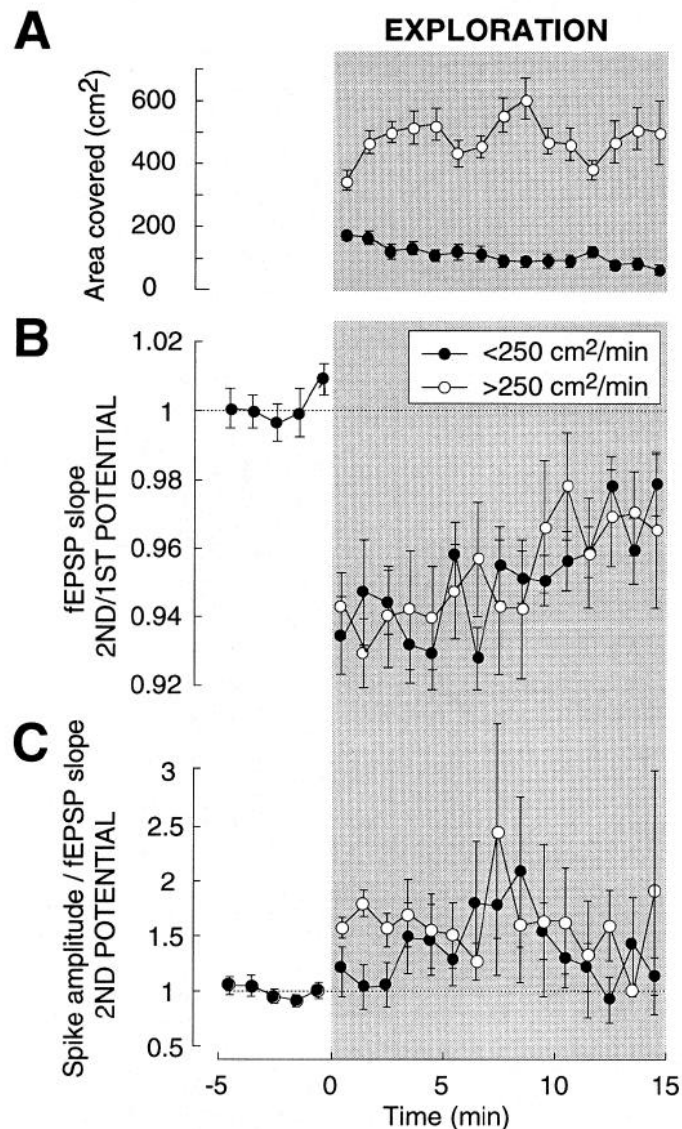 A
EXPLORATION
Area covered (cm2)
600
400
200
0
B
<250 cm2/min
>250 cm2/min
fEPSP slope
2ND/1ST POTENTIAL
1.02
1
0.98
0.96
0.94
0.92
C
Spike amplitude / fEPSP slope
2ND POTENTIAL
3
2.5
2
1.5
1
0.5
-5 0 5 10 15
Time (min)